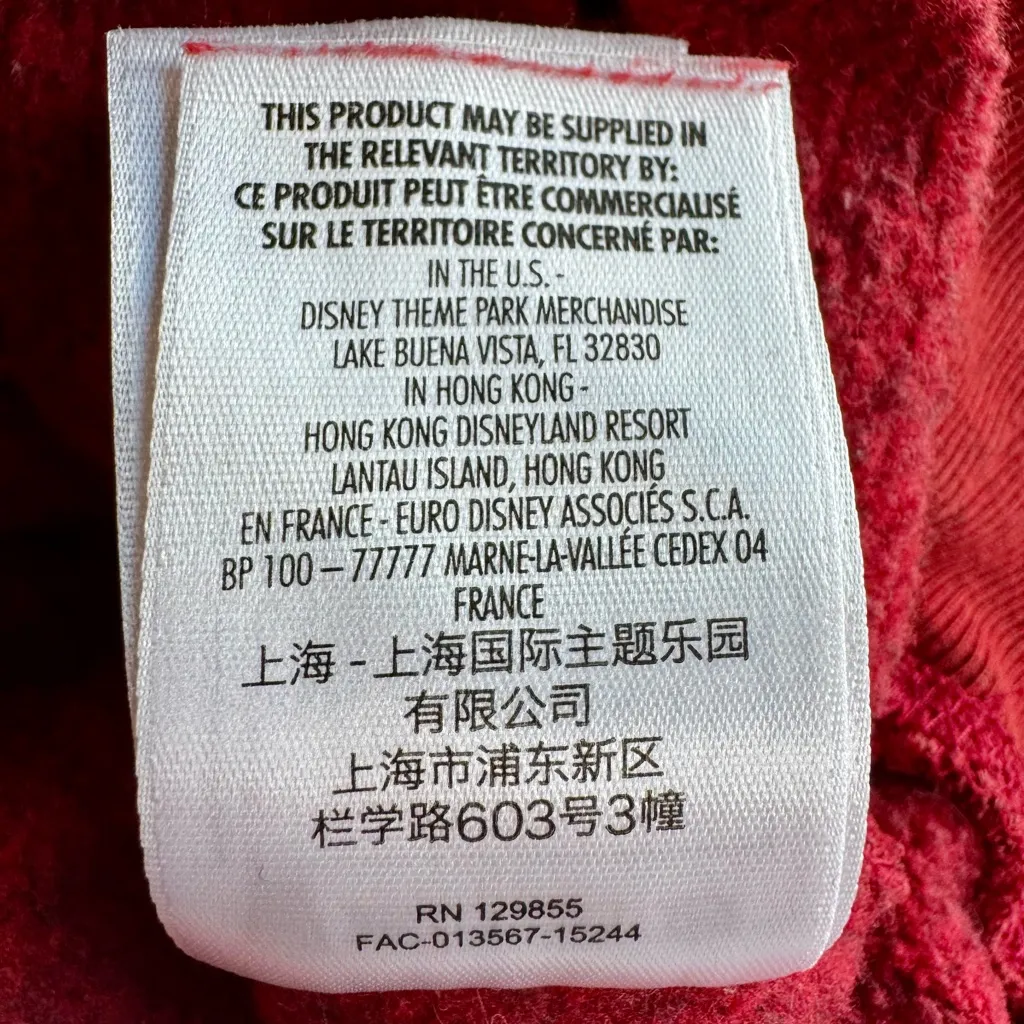 THIS PRODUCT MAY BE SUPPLIED IN
THE RELEVANT TERRITORY BY:
CE PRODUIT PEUT ÊTRE COMMERCIALISÉ
SUR LE TERRITOIRE CONCERNÉ PAR:
IN THE U.S. -
DISNEY THEME PARK MERCHANDISE
LAKE BUENA VISTA, FL 32830
IN HONG KONG -
HONG KONG DISNEYLAND RESORT
LANTAU ISLAND, HONG KONG
EN FRANCE - EURO DISNEY ASSOCIÉS S.C.A.
BP 100 – 77777 MARNE-LA-VALLÉE CEDEX 04
FRANCE
上海 - 上海国际主题乐园
有限公司
上海市浦东新区
栏学路603号3幢
RN 129855
FAC-013567-15244